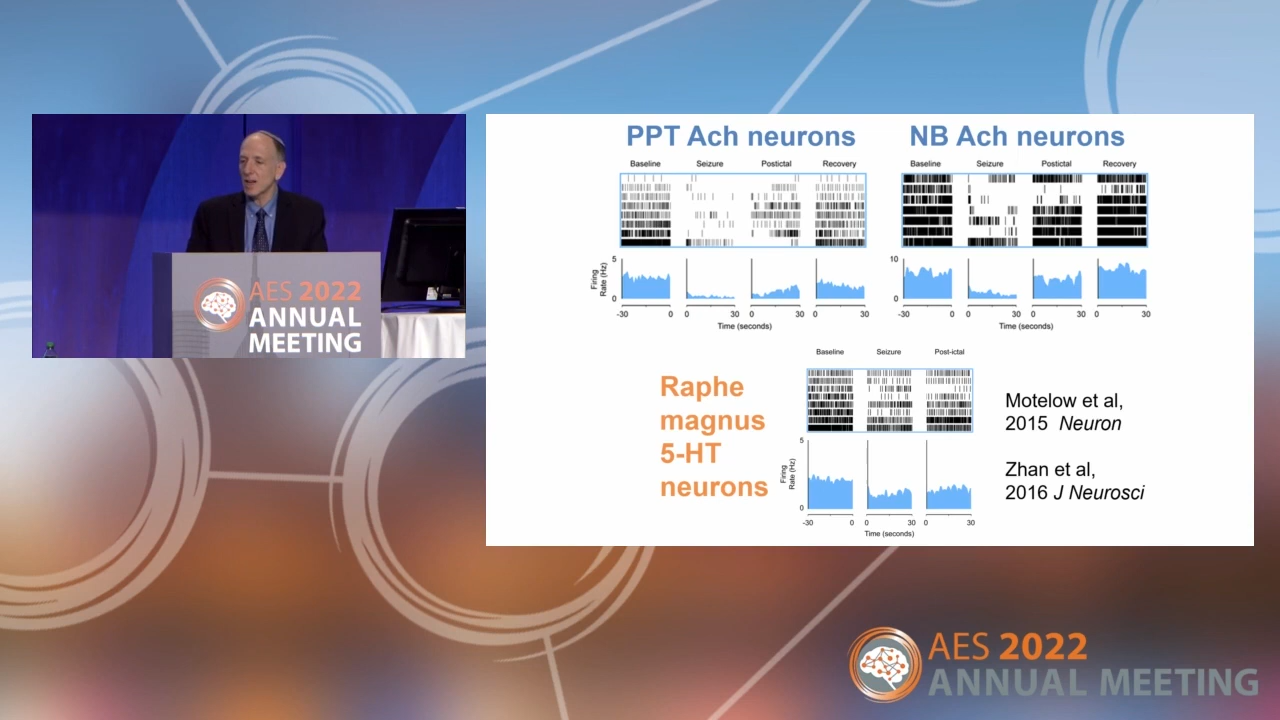 PPT Ach neurons
Baseline Seizure Postictal Recovery
5
Firing
Rate (Hz)
0
-30 0 0 30 0 30 0 30
Time (seconds)
NB Ach neurons
Baseline Seizure Postictal Recovery
10
0
-30 0 0 30 0 30 0 30
Time (seconds)
Raphe
magnus
5-HT
neurons
Baseline Seizure Post-ictal
5
Firing
Rate (Hz)
0
-30 0 0 30 0 30
Time (seconds)
Motelow et al,
2015 Neuron
Zhan et al,
2016 J Neurosci
AES 2022
ANNUAL
MEETING
AES 2022
ANNUAL MEETING